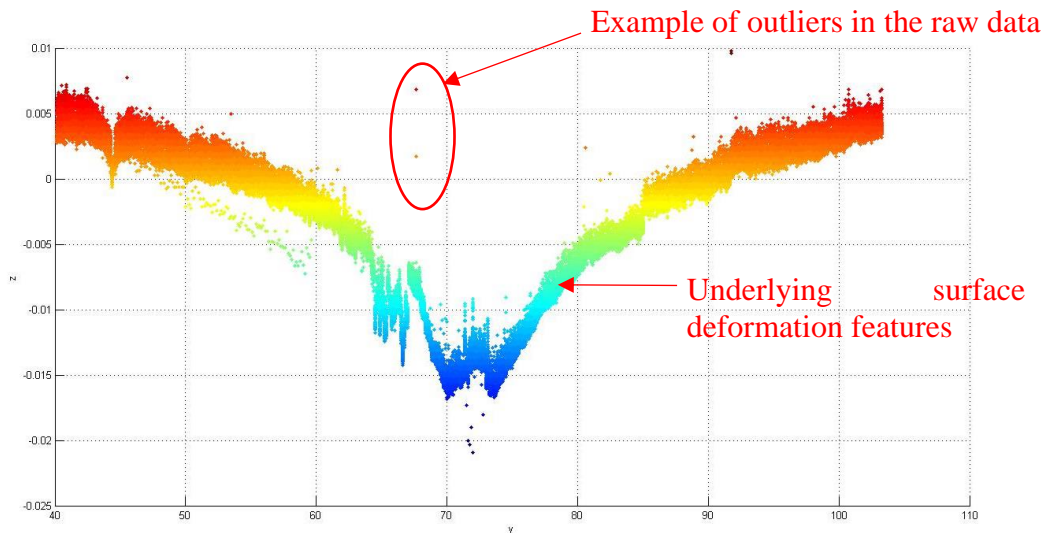 Example of outliers in the raw data
0.01
0.005
0
-0.005
Underlying surface
deformation features
z
-0.01
-0.015
-0.02
-0.025
40 50 60 70 80 90 100 110
y